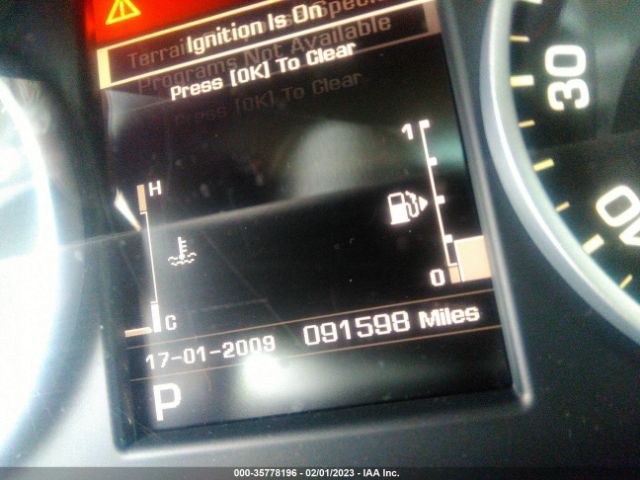 Ignition Is On
Programs Not Available
Press [OK] To Clear
Press [OK] To Clear
30
1
H
0
C
091598 Miles
17-01-2009
P
000-35778196 - 02/01/2023 - IAA Inc.